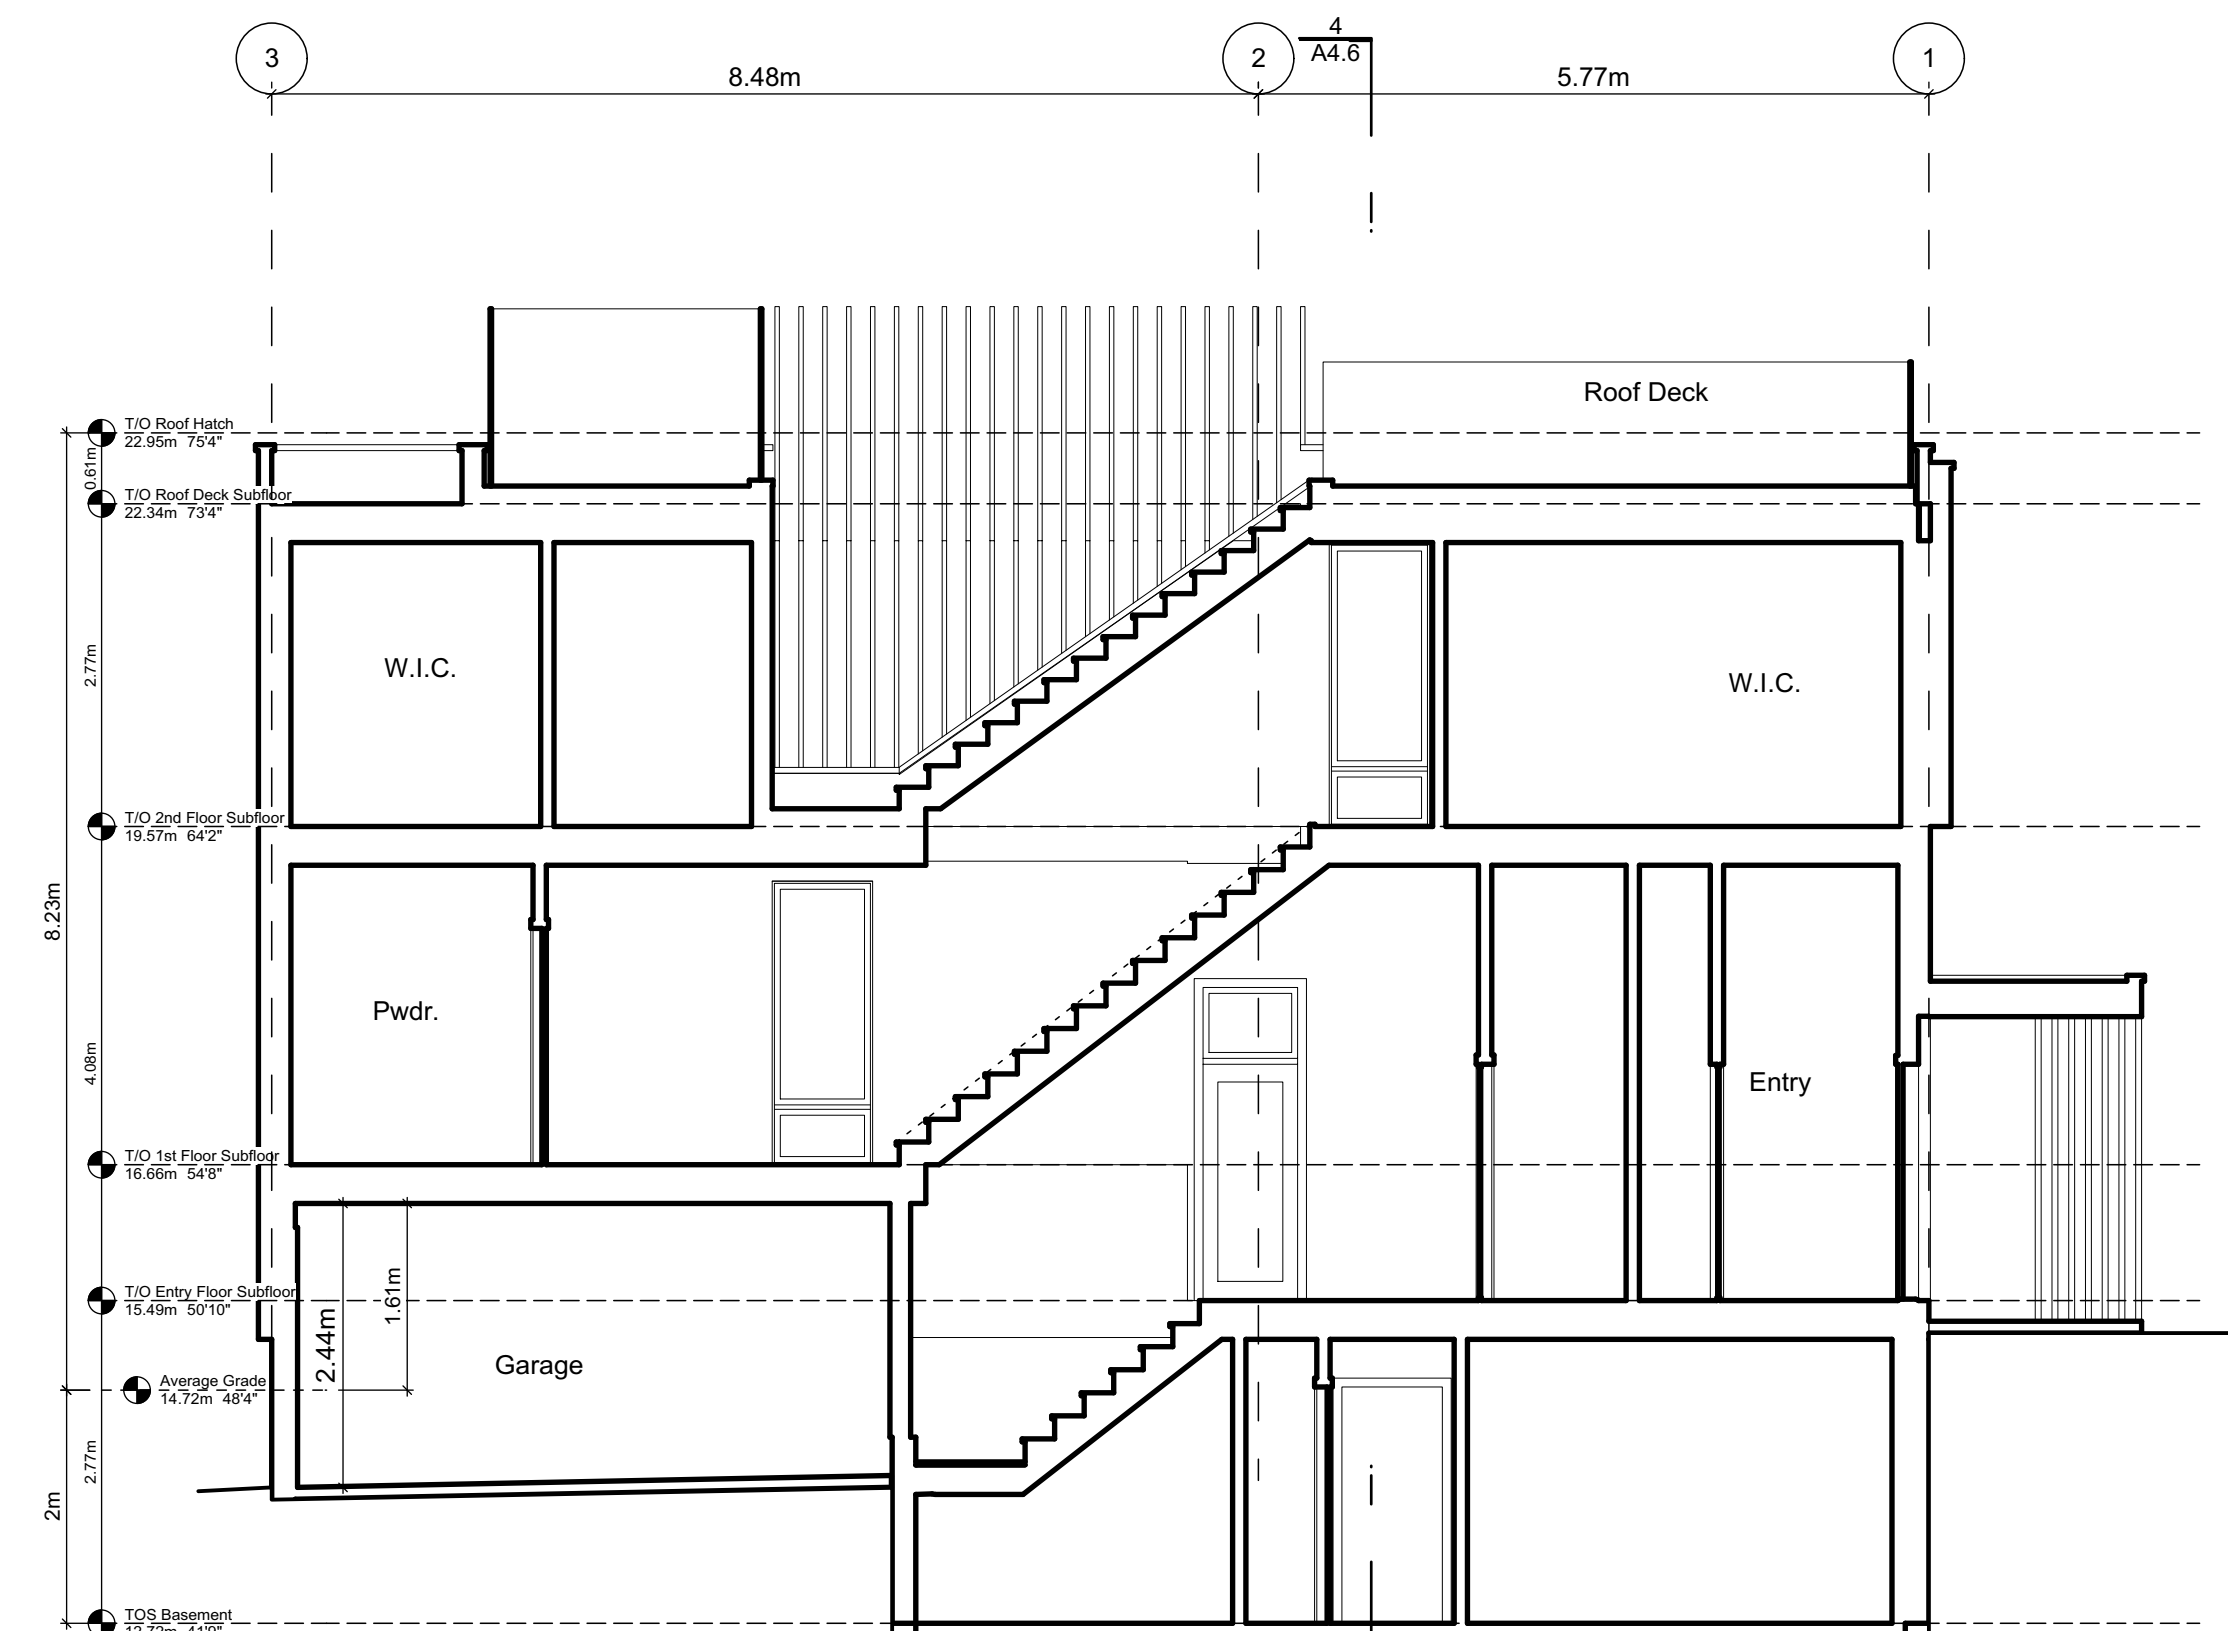 4
3
2
1
A4.6
8.48m
5.77m
Roof Deck
T/O Roof Hatch
22.95m 75'4"
0.61m
T/O Roof Deck Subfloor
22.34m 73'4"
2.77m
W.I.C.
W.I.C.
T/O 2nd Floor Subfloor
19.57m 64'2"
8.23m
Pwdr.
4.08m
Entry
T/O 1st Floor Subfloor
16.66m 54'8"
1.61m
2.44m
T/O Entry Floor Subfloor
15.49m 50'10"
Garage
Average Grade
14.72m 48'4"
2.77m
2m
TOS Basement